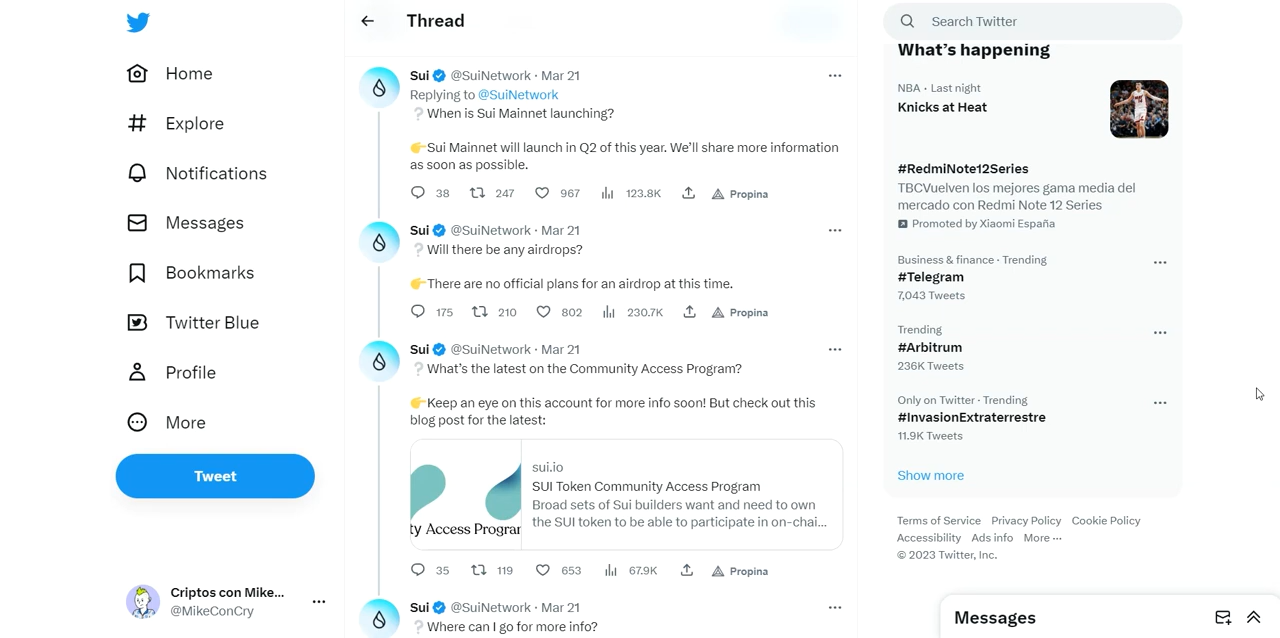 Home
Explore
Notifications
Messages
Bookmarks
Twitter Blue
Profile
More
Tweet
Criptos con Mike...
@MikeConCry
Thread
Sui @SuiNetwork · Mar 21
Replying to @SuiNetwork
❔When is Sui Mainnet launching?
👉Sui Mainnet will launch in Q2 of this year. We’ll share more information
as soon as possible.
38 247 967 123.8K Propina
Sui @SuiNetwork · Mar 21
❔Will there be any airdrops?
👉There are no official plans for an airdrop at this time.
175 210 802 230.7K Propina
Sui @SuiNetwork · Mar 21
❔What’s the latest on the Community Access Program?
👉Keep an eye on this account for more info soon! But check out this
blog post for the latest:
ty Access Program
sui.io
SUI Token Community Access Program
Broad sets of Sui builders want and need to own
the SUI token to be able to participate in on-chai...
35 119 653 67.9K Propina
Sui @SuiNetwork · Mar 21
❔Where can I go for more info?
Search Twitter
What’s happening
NBA · Last night
Knicks at Heat
#RedmiNote12Series
TBCVuelven los mejores gama media del
mercado con Redmi Note 12 Series
Promoted by Xiaomi España
Business & finance · Trending
#Telegram
7,043 Tweets
Trending
#Arbitrum
236K Tweets
Only on Twitter · Trending
#InvasionExtraterrestre
11.9K Tweets
Show more
Terms of Service Privacy Policy Cookie Policy
Accessibility Ads info More ···
© 2023 Twitter, Inc.
Messages